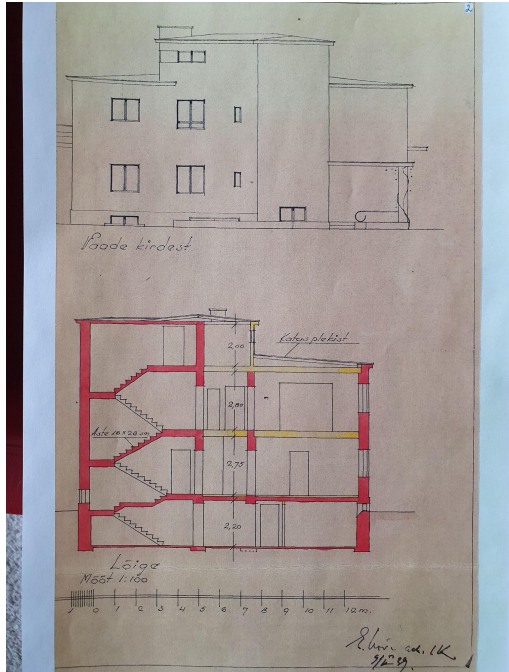 2
Vaade kirdest
Katus plekist
2,00
2,80
Aste 18×28 cm
2,75
2,20
Lõige
Mõõt 1:100
0 1 2 3 4 5 6 7 8 9 10 11 12 m.